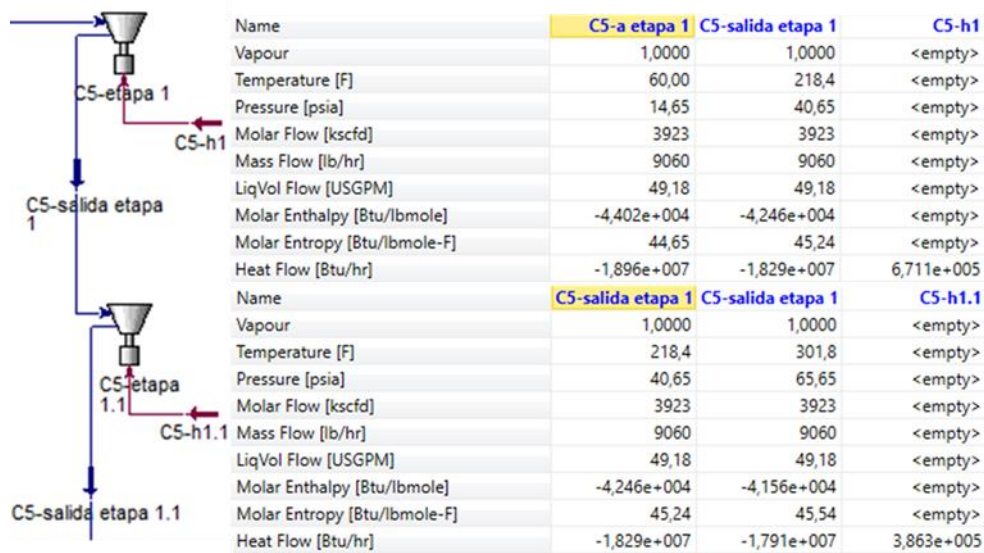 C5-etapa 1
C5-h1
C5-salida etapa
1
C5-etapa
1.1
C5-h1.1
C5-salida etapa 1.1
Name C5-a etapa 1 C5-salida etapa 1 C5-h1
Vapour 1,0000 1,0000 <empty>
Temperature [F] 60,00 218,4 <empty>
Pressure [psia] 14,65 40,65 <empty>
Molar Flow [kscfd] 3923 3923 <empty>
Mass Flow [lb/hr] 9060 9060 <empty>
LiqVol Flow [USGPM] 49,18 49,18 <empty>
Molar Enthalpy [Btu/lbmole] -4,402e+004 -4,246e+004 <empty>
Molar Entropy [Btu/lbmole-F] 44,65 45,24 <empty>
Heat Flow [Btu/hr] -1,896e+007 -1,829e+007 6,711e+005
Name C5-salida etapa 1 C5-salida etapa 1 C5-h1.1
Vapour 1,0000 1,0000 <empty>
Temperature [F] 218,4 301,8 <empty>
Pressure [psia] 40,65 65,65 <empty>
Molar Flow [kscfd] 3923 3923 <empty>
Mass Flow [lb/hr] 9060 9060 <empty>
LiqVol Flow [USGPM] 49,18 49,18 <empty>
Molar Enthalpy [Btu/lbmole] -4,246e+004 -4,156e+004 <empty>
Molar Entropy [Btu/lbmole-F] 45,24 45,54 <empty>
Heat Flow [Btu/hr] -1,829e+007 -1,791e+007 3,863e+005